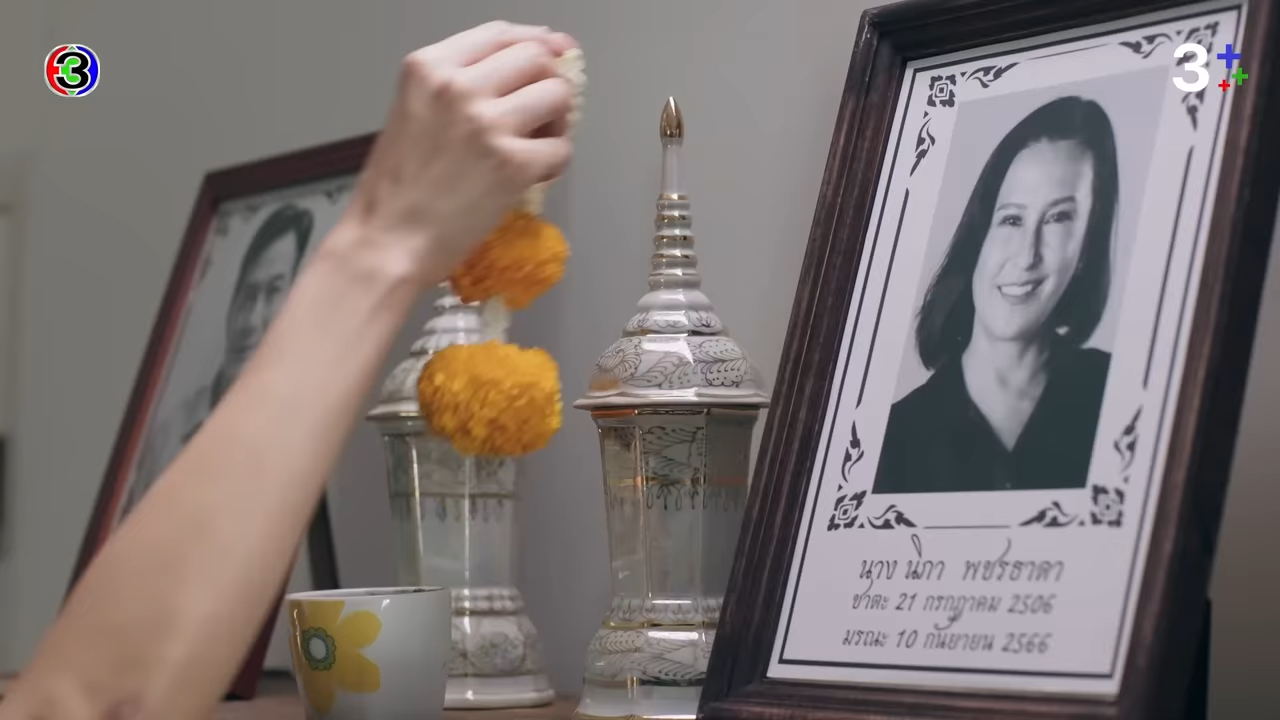 3
3
นาง นิภา พชรธาดา
ชาตะ 21 กรกฎาคม 2506
มรณะ 10 กันยายน 2566